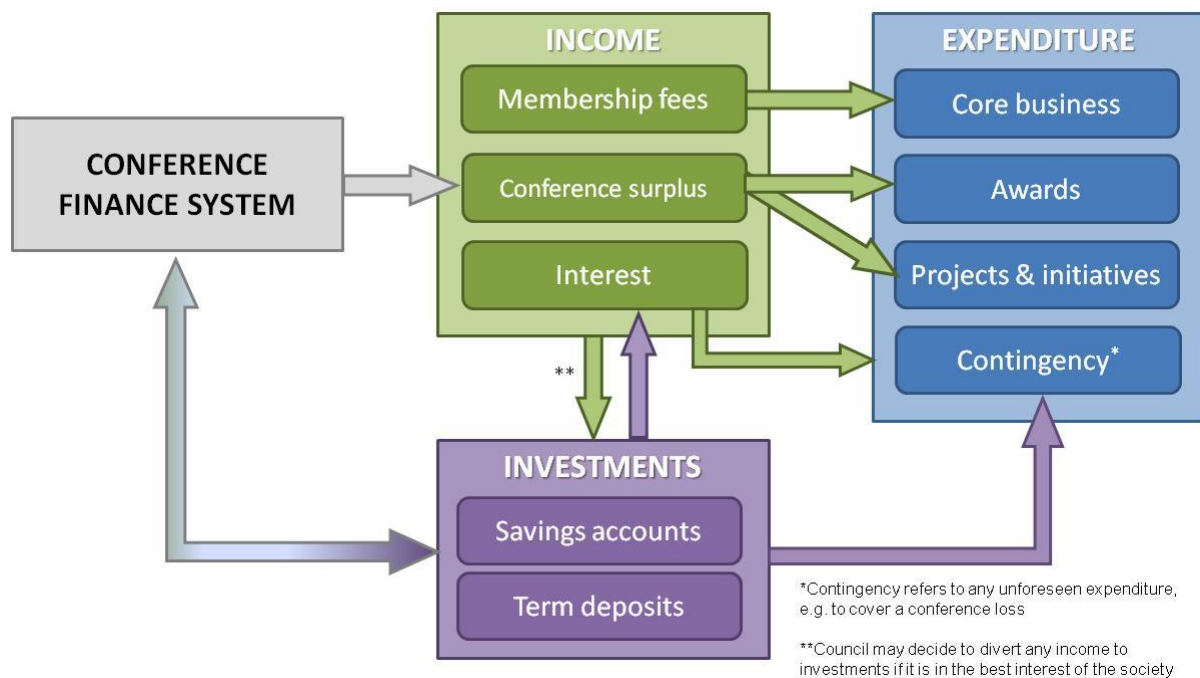 CONFERENCE
FINANCE SYSTEM
INCOME
Membership fees
Conference surplus
Interest
EXPENDITURE
Core business
Awards
Projects & initiatives
Contingency*
**
INVESTMENTS
Savings accounts
Term deposits
*Contingency refers to any unforeseen expenditure,
e.g. to cover a conference loss
**Council may decide to divert any income to
investments if it is in the best interest of the society